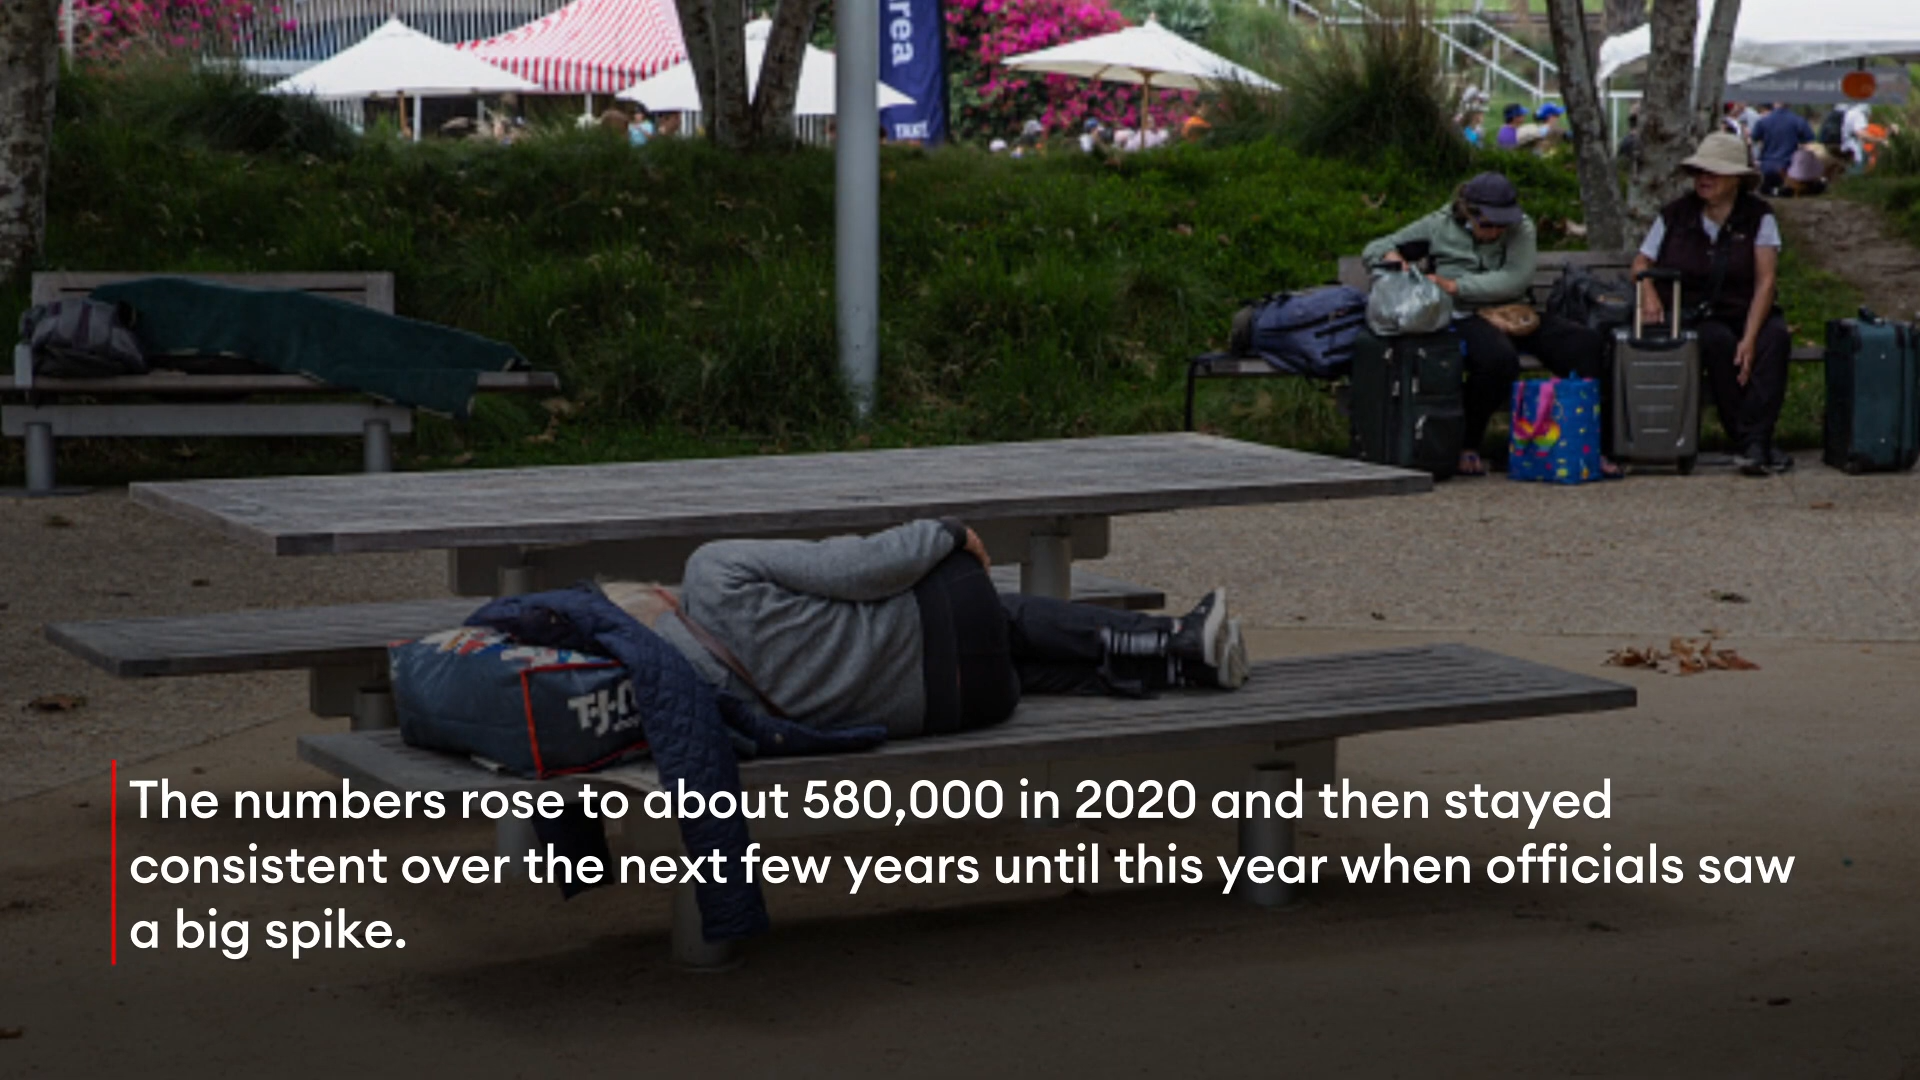 rea
The numbers rose to about 580,000 in 2020 and then stayed
consistent over the next few years until this year when officials saw
a big spike.